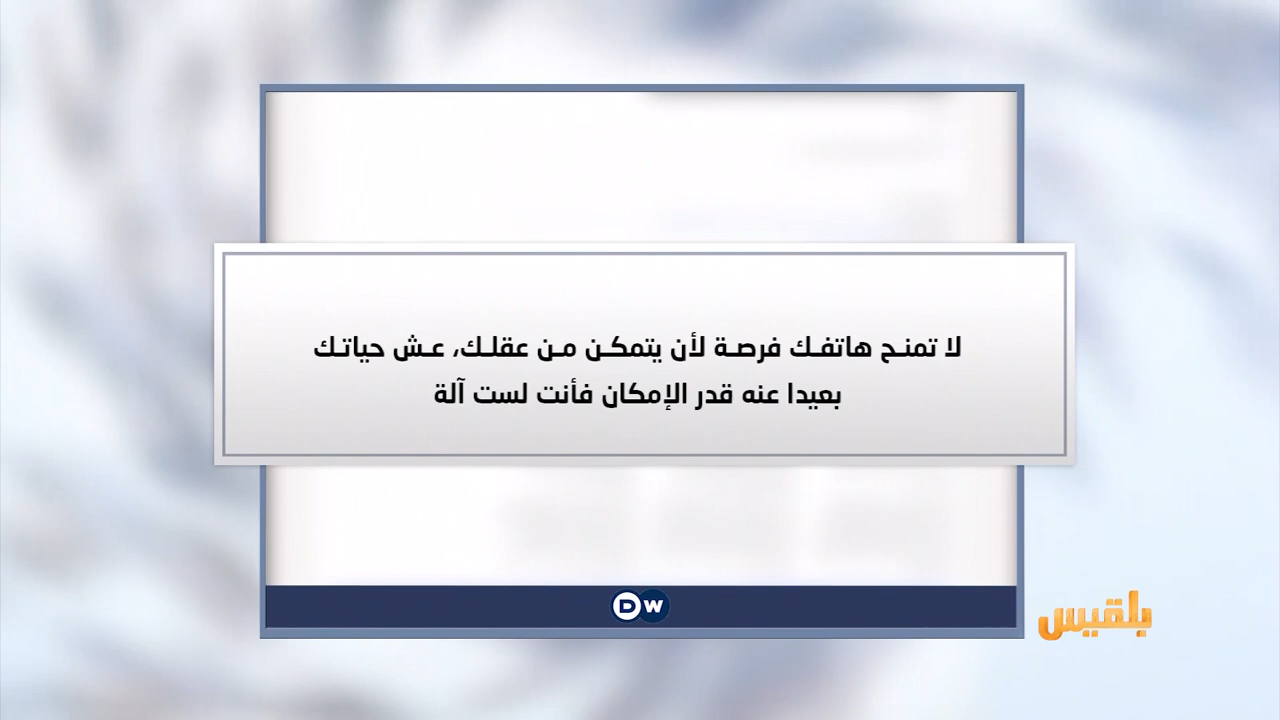 لا تمنح هاتفك فرصة لأن يتمكن من عقلك، عش حياتك
بعيدا عنه قدر الإمكان فأنت لست آلة
DW
بلقيس